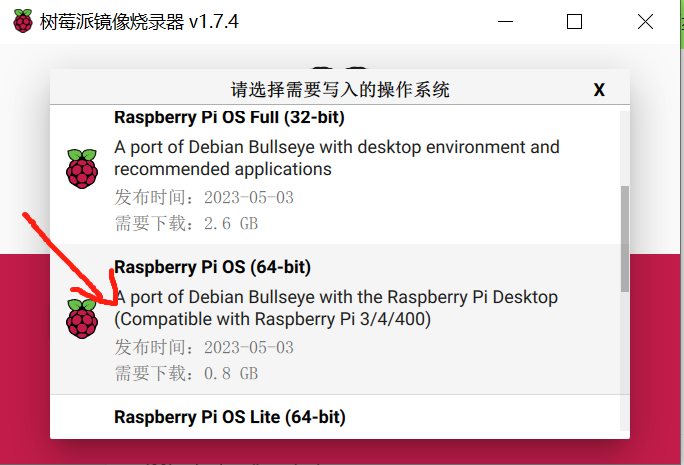 树莓派镜像烧录器 v1.7.4
请选择需要写入的操作系统
X
Raspberry Pi OS Full (32-bit)
A port of Debian Bullseye with desktop environment and
recommended applications
发布时间：2023-05-03
需要下载：2.6 GB
Raspberry Pi OS (64-bit)
A port of Debian Bullseye with the Raspberry Pi Desktop
(Compatible with Raspberry Pi 3/4/400)
发布时间：2023-05-03
需要下载：0.8 GB
Raspberry Pi OS Lite (64-bit)